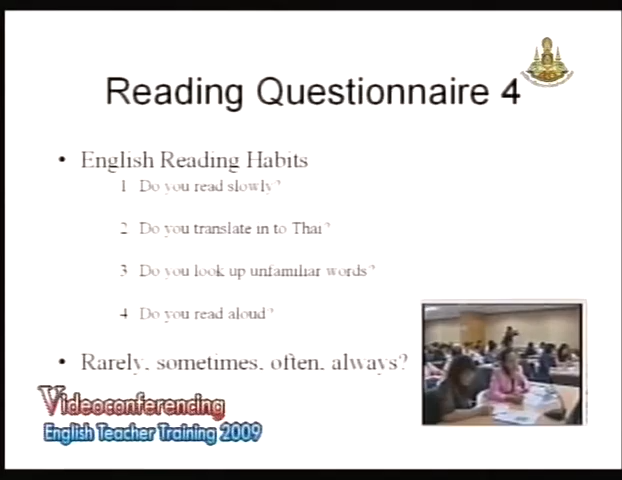 Reading Questionnaire 4
• English Reading Habits
1 Do you read slowly?
2 Do you translate in to Thai?
3 Do you look up unfamiliar words?
4 Do you read aloud?
• Rarely, sometimes, often, always?
Videoconferencing
English Teacher Training 2009